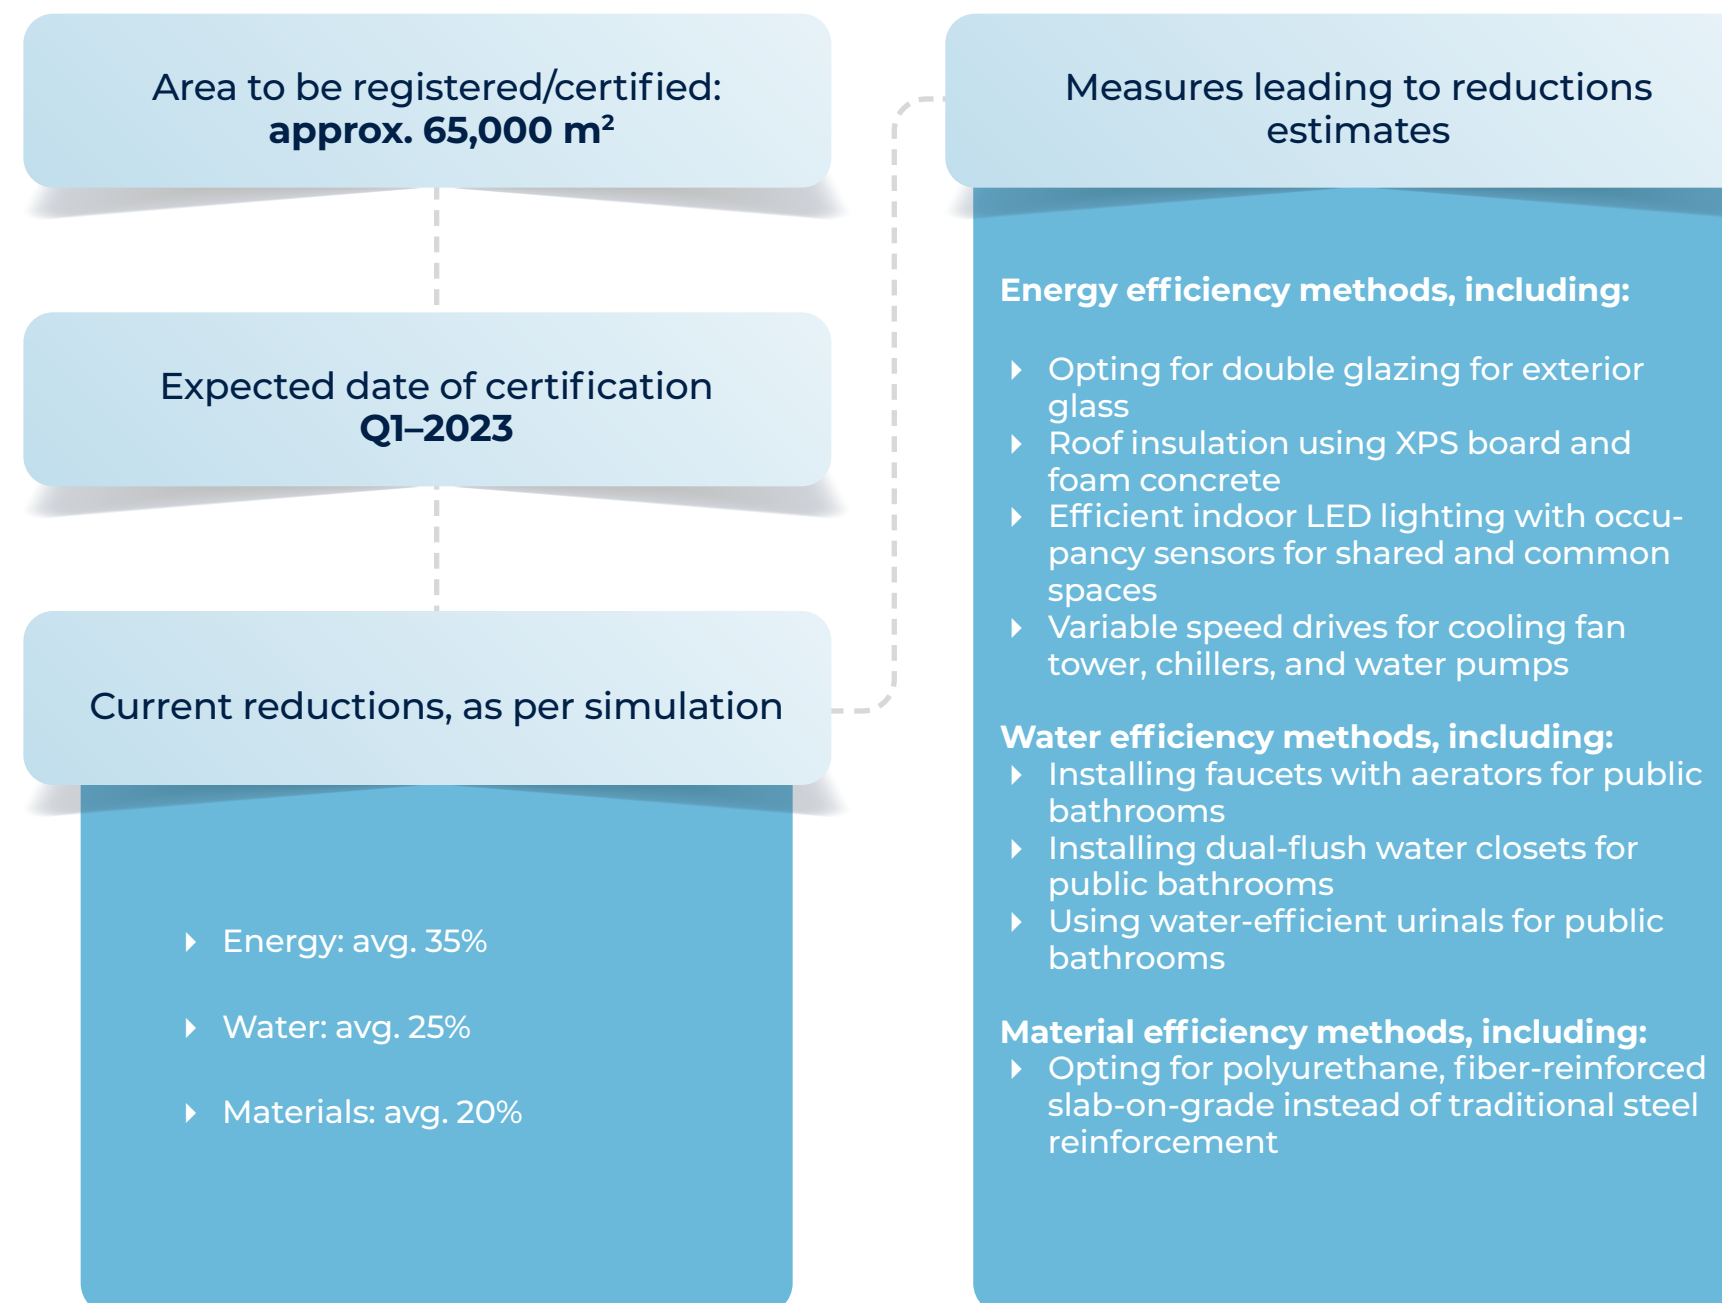 Area to be registered/certified:
approx. 65,000 m²
Expected date of certification
Q1–2023
Current reductions, as per simulation
Energy: avg. 35%
Water: avg. 25%
Materials: avg. 20%
Measures leading to reductions
estimates
Energy efficiency methods, including:
Opting for double glazing for exterior
glass
Roof insulation using XPS board and
foam concrete
Efficient indoor LED lighting with occu-
pancy sensors for shared and common
spaces
Variable speed drives for cooling fan
tower, chillers, and water pumps
Water efficiency methods, including:
Installing faucets with aerators for public
bathrooms
Installing dual-flush water closets for
public bathrooms
Using water-efficient urinals for public
bathrooms
Material efficiency methods, including:
Opting for polyurethane, fiber-reinforced
slab-on-grade instead of traditional steel
reinforcement